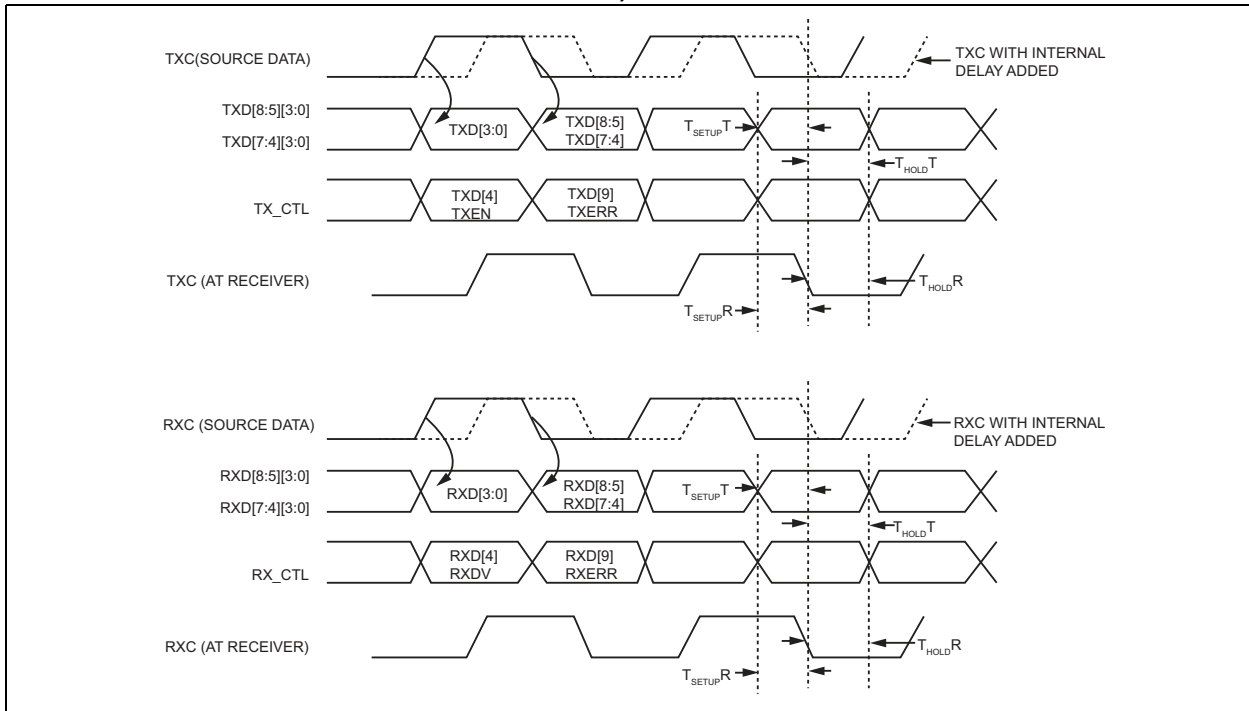 TXC(SOURCE DATA)
TXC WITH INTERNAL
DELAY ADDED
TXD[8:5][3:0]
TXD[7:4][3:0]
TXD[3:0]
TXD[8:5]
TXD[7:4]
TSETUPT
THOLDT
TX_CTL
TXD[4]
TXEN
TXD[9]
TXERR
TXC (AT RECEIVER)
THOLDR
TSETUPR
RXC (SOURCE DATA)
RXC WITH INTERNAL
DELAY ADDED
RXD[8:5][3:0]
RXD[7:4][3:0]
RXD[3:0]
RXD[8:5]
RXD[7:4]
TSETUPT
THOLDT
RX_CTL
RXD[4]
RXDV
RXD[9]
RXERR
RXC (AT RECEIVER)
THOLDR
TSETUPR